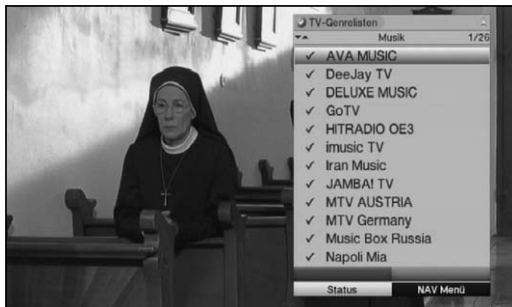 TV-Genrelisten
Musik 1/26
✓ AVA MUSIC
✓ DeeJay TV
✓ DELUXE MUSIC
✓ GoTV
✓ HITRADIO OE3
✓ imusic TV
✓ Iran Music
✓ JAMBA! TV
✓ MTV AUSTRIA
✓ MTV Germany
✓ Music Box Russia
✓ Napoli Mia
Status NAV Menü